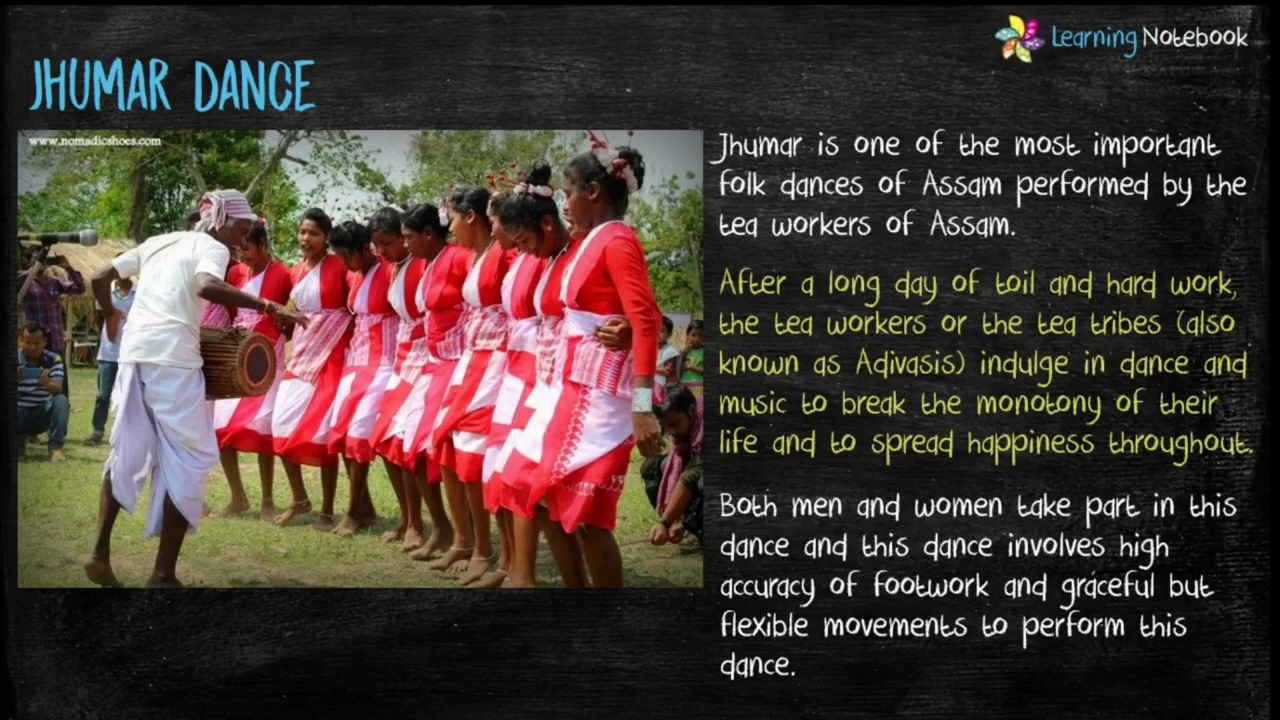 Learning Notebook
JHUMAR DANCE
www.nomadicshoes.com
Jhumar is one of the most important
folk dances of Assam performed by the
tea workers of Assam.
After a long day of toil and hard work,
the tea workers or the tea tribes (also
known as Adivasis) indulge in dance and
music to break the monotony of their
life and to spread happiness throughout.
Both men and women take part in this
dance and this dance involves high
accuracy of footwork and graceful but
flexible movements to perform this
dance.